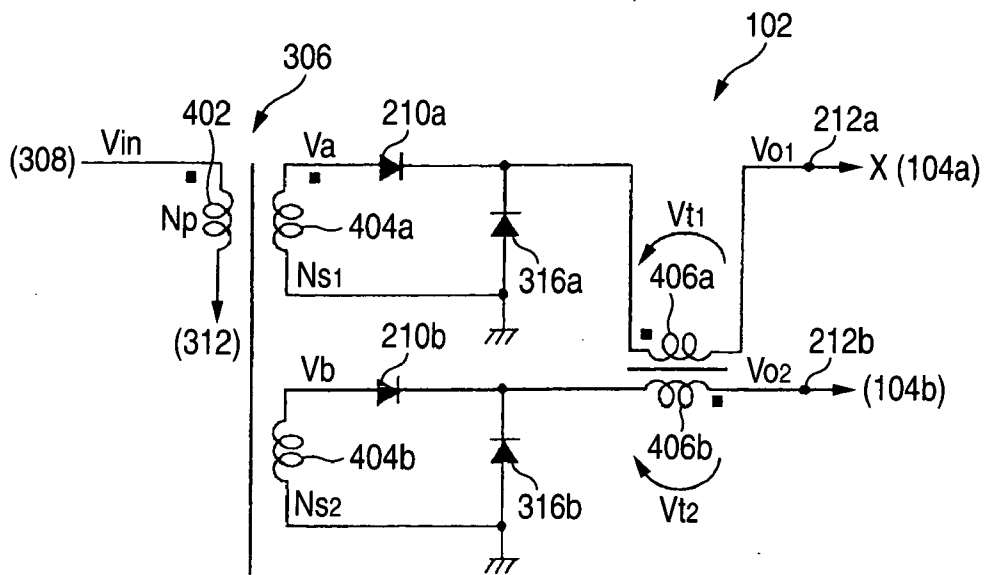 102
306
402
210a
212a
(308)
Vin
Va
Vo1
X (104a)
Np
404a
Vt1
Ns1
316a
406a
(312)
210b
212b
Vb
Vo2
(104b)
404b
406b
Ns2
316b
Vt2